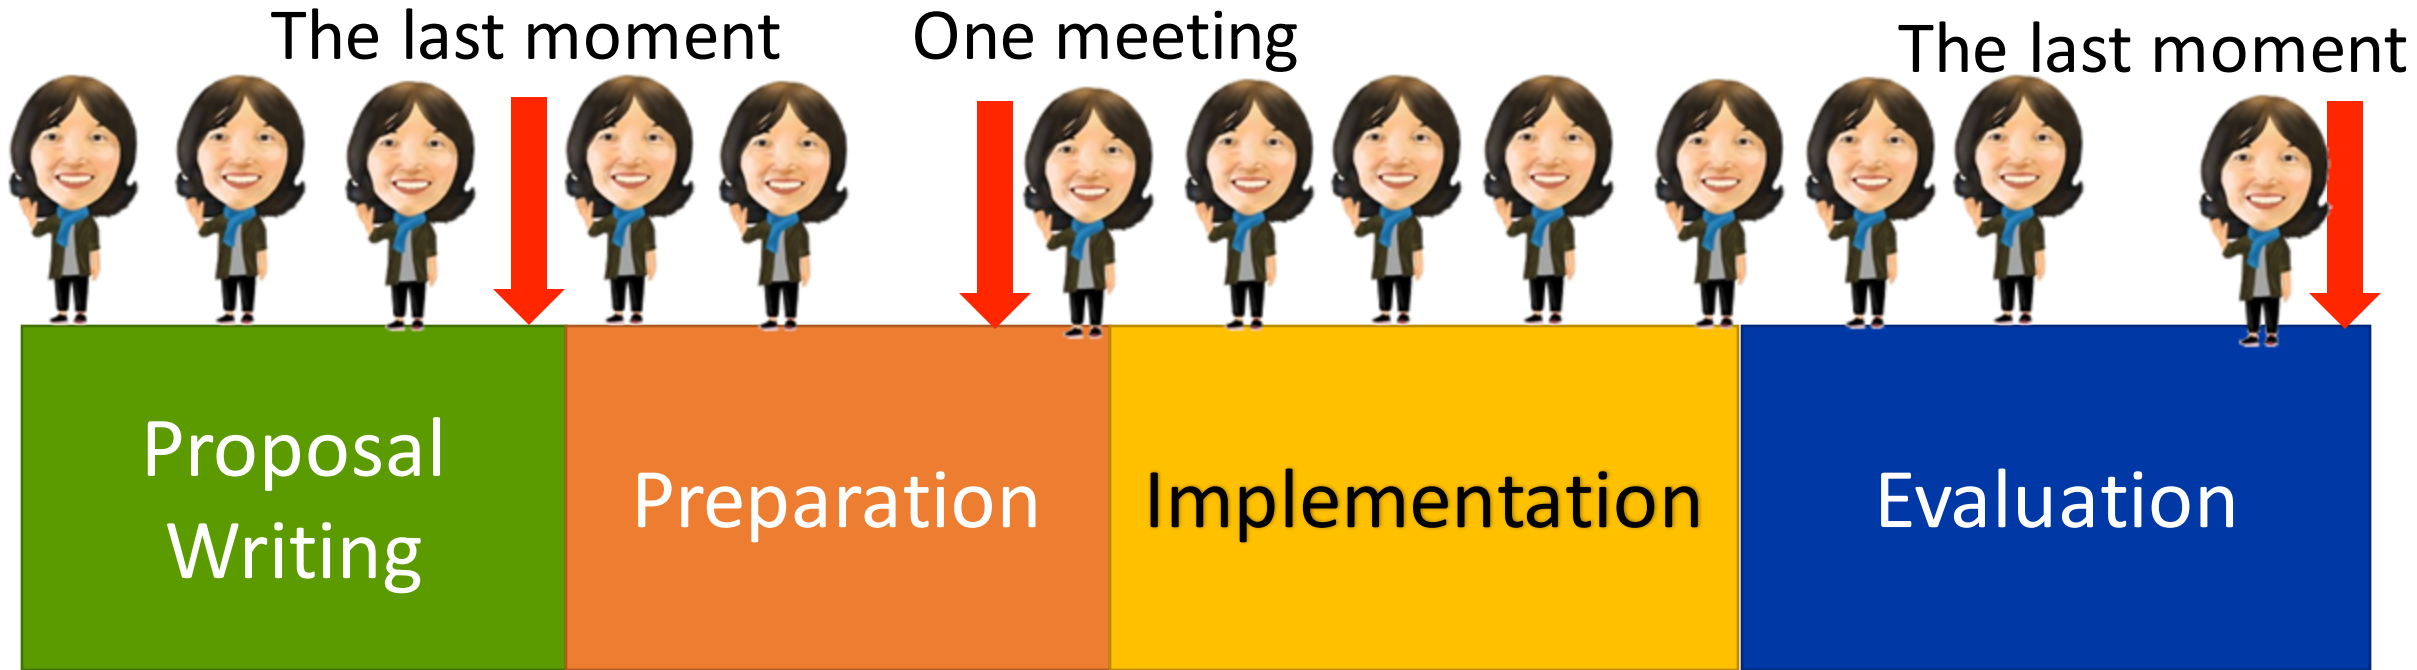 The last moment
One meeting
The last moment
Proposal
Writing
Preparation
Implementation
Evaluation